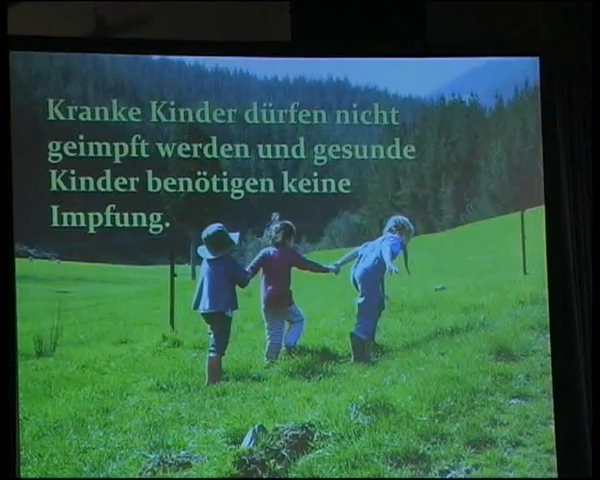 Kranke Kinder dürfen nicht
geimpft werden und gesunde
Kinder benötigen keine
Impfung.